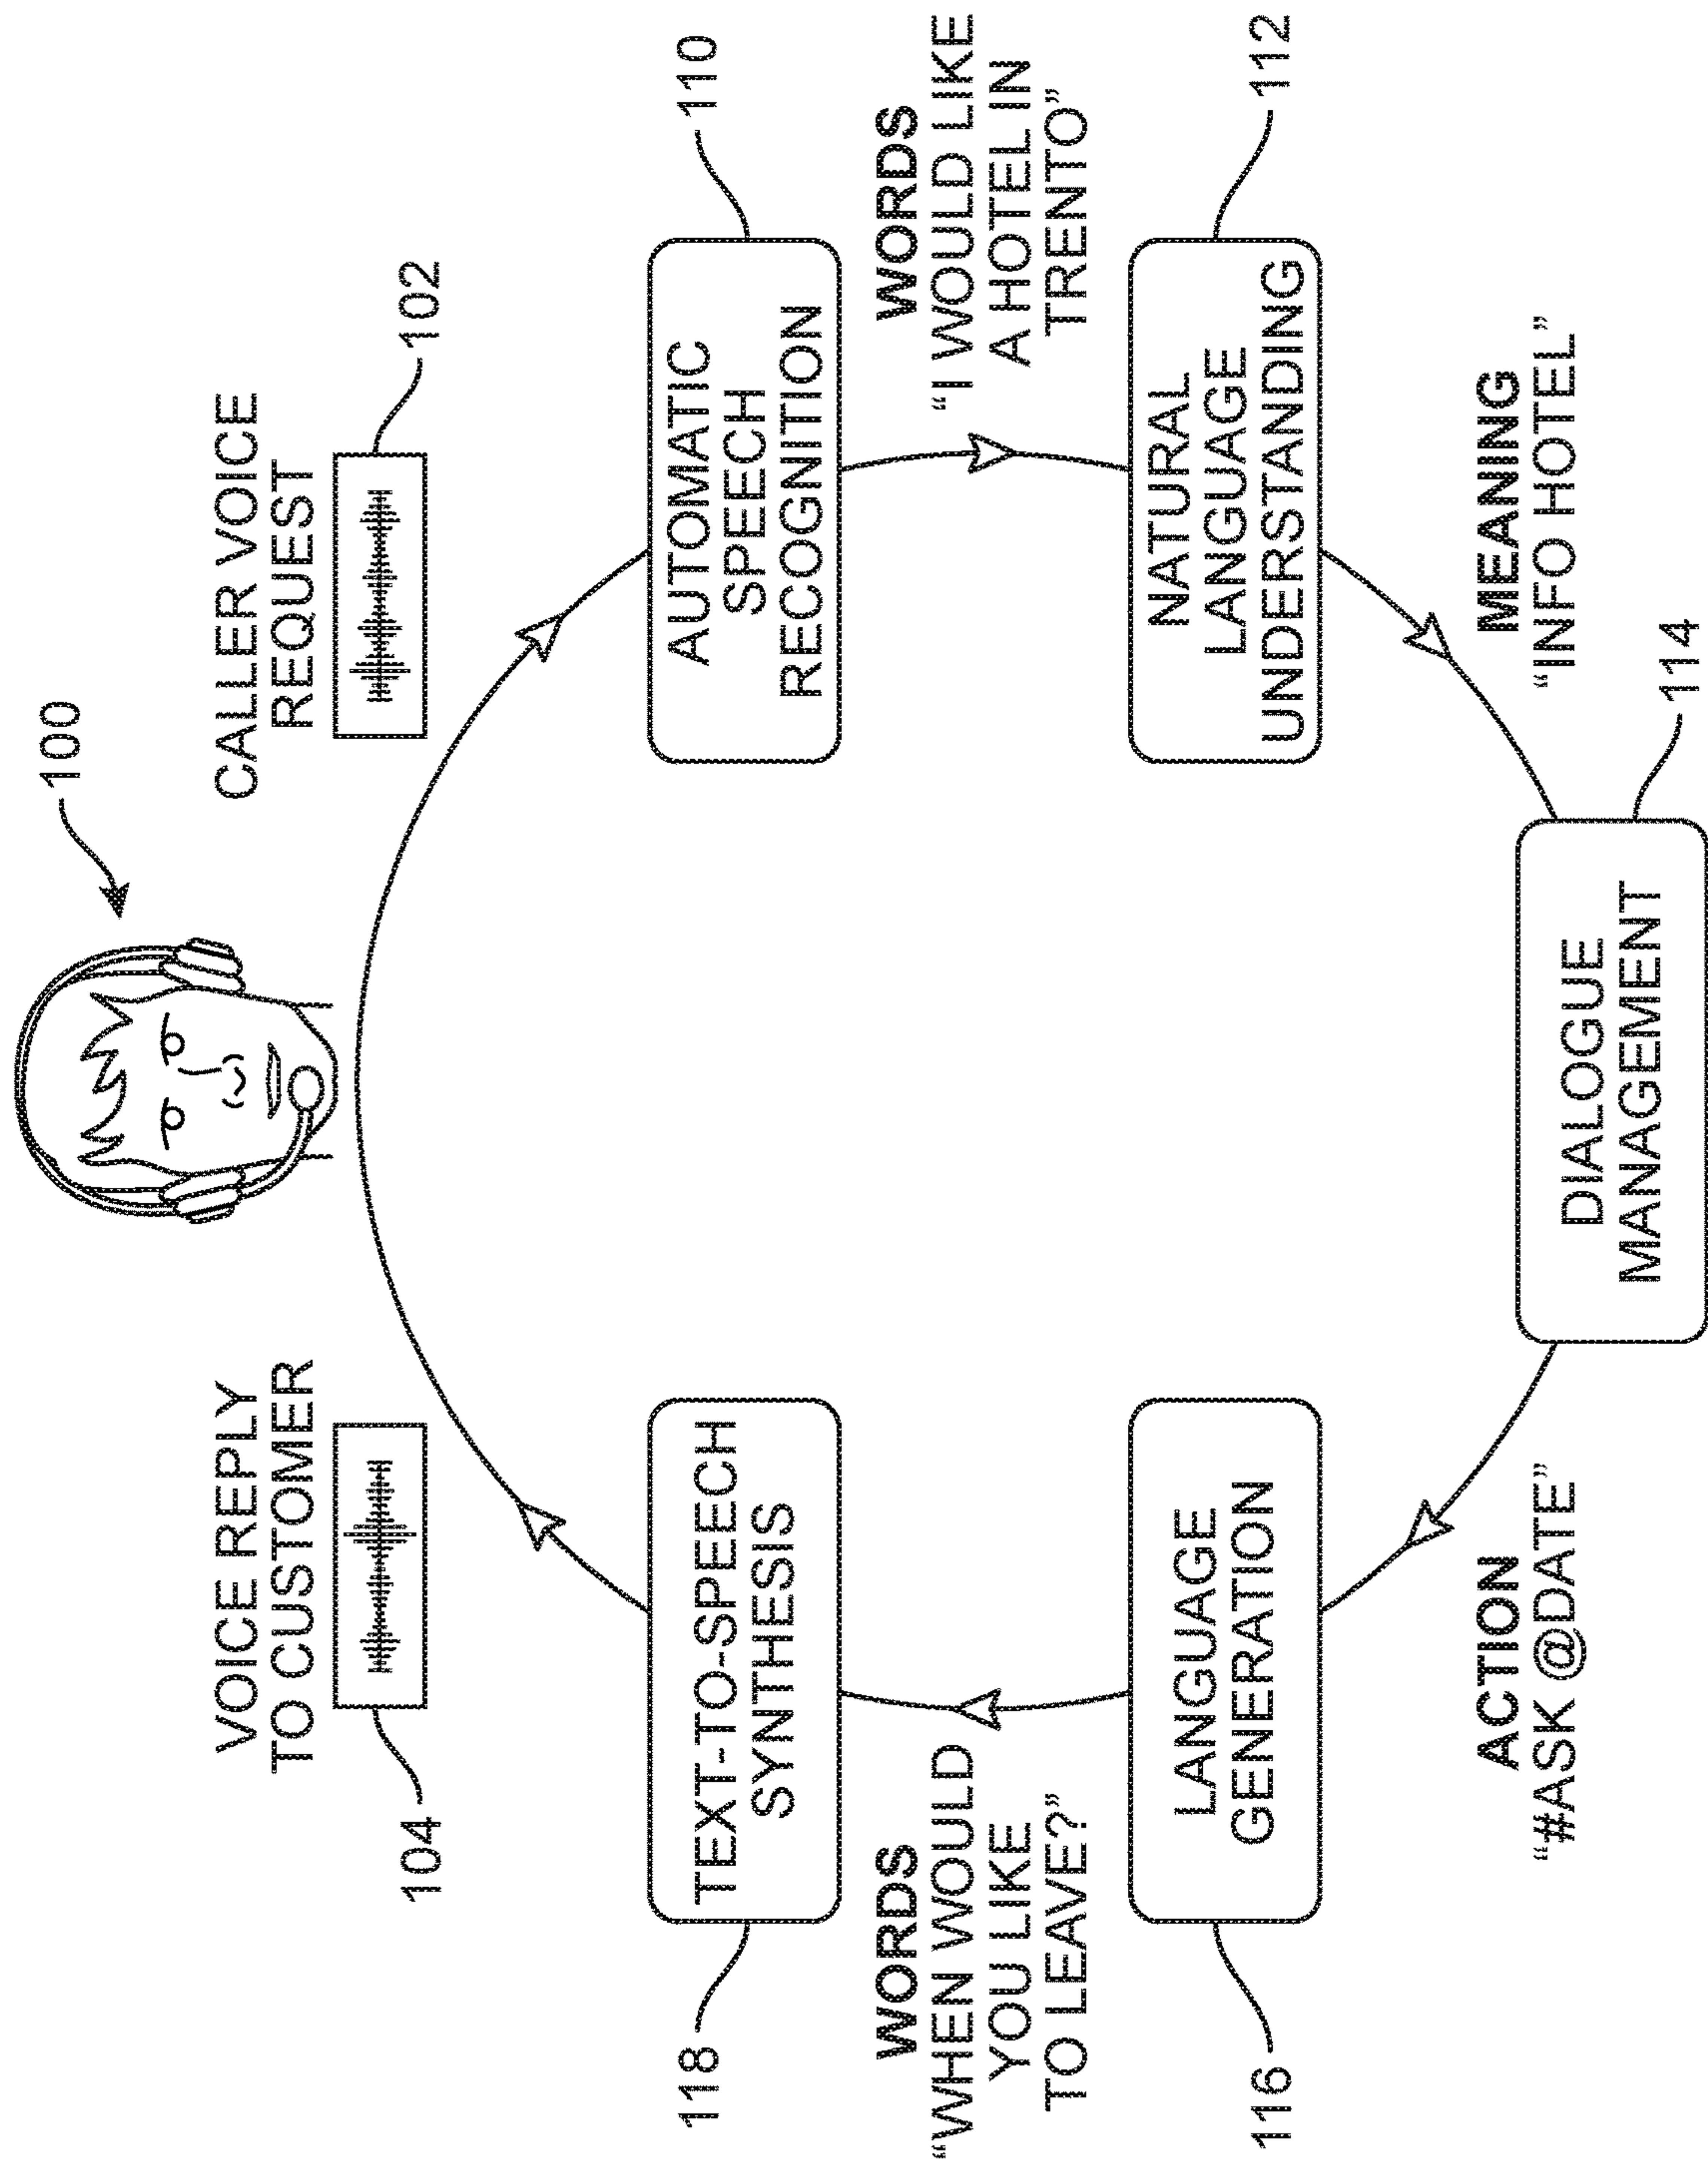 100
VOICE REPLY
TO CUSTOMER
104
CALLER VOICE
REQUEST
102
118
TEXT-TO-SPEECH
SYNTHESIS
AUTOMATIC
SPEECH
RECOGNITION
110
WORDS
“WHEN WOULD
YOU LIKE
TO LEAVE?”
WORDS
“I WOULD LIKE
A HOTEL IN
TRENTO”
116
LANGUAGE
GENERATION
NATURAL
LANGUAGE
UNDERSTANDING
112
ACTION
“#ASK @DATE”
MEANING
“INFO HOTEL”
DIALOGUE
MANAGEMENT
114